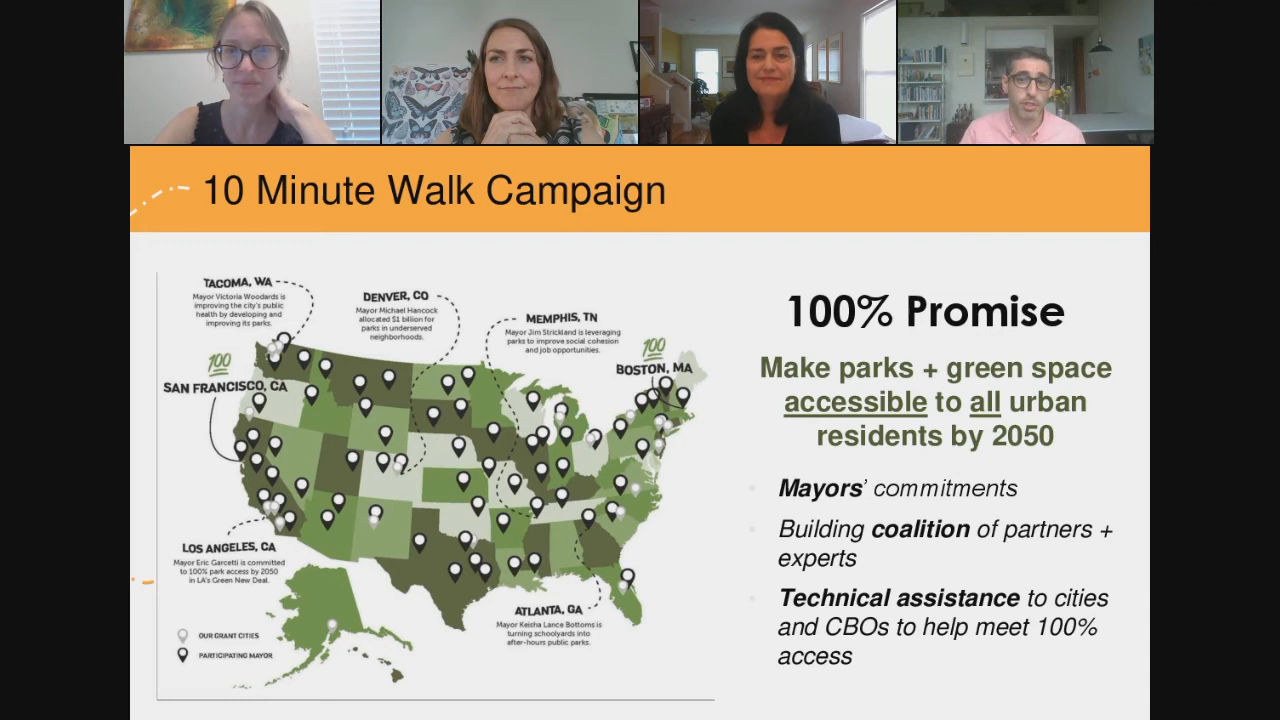 10 Minute Walk Campaign
TACOMA, WA
Mayor Victoria Woodards is
improving the city's public
health by developing and
improving its parks.
DENVER, CO
Mayor Michael Hancock
allocated $1 billion for
parks in underserved
neighborhoods.
MEMPHIS, TN
Mayor Jim Strickland is leveraging
parks to improve social cohesion
and job opportunities.
100
SAN FRANCISCO, CA
100
BOSTON, MA
LOS ANGELES, CA
Mayor Eric Garcetti is committed
to 100% park access by 2050
in LA's Green New Deal.
ATLANTA, GA
Mayor Keisha Lance Bottoms is
turning schoolyards into
after-hours public parks.
OUR GRANT CITIES
PARTICIPATING MAYOR
100% Promise
Make parks + green space
accessible to all urban
residents by 2050
Mayors' commitments
Building coalition of partners +
experts
Technical assistance to cities
and CBOs to help meet 100%
access